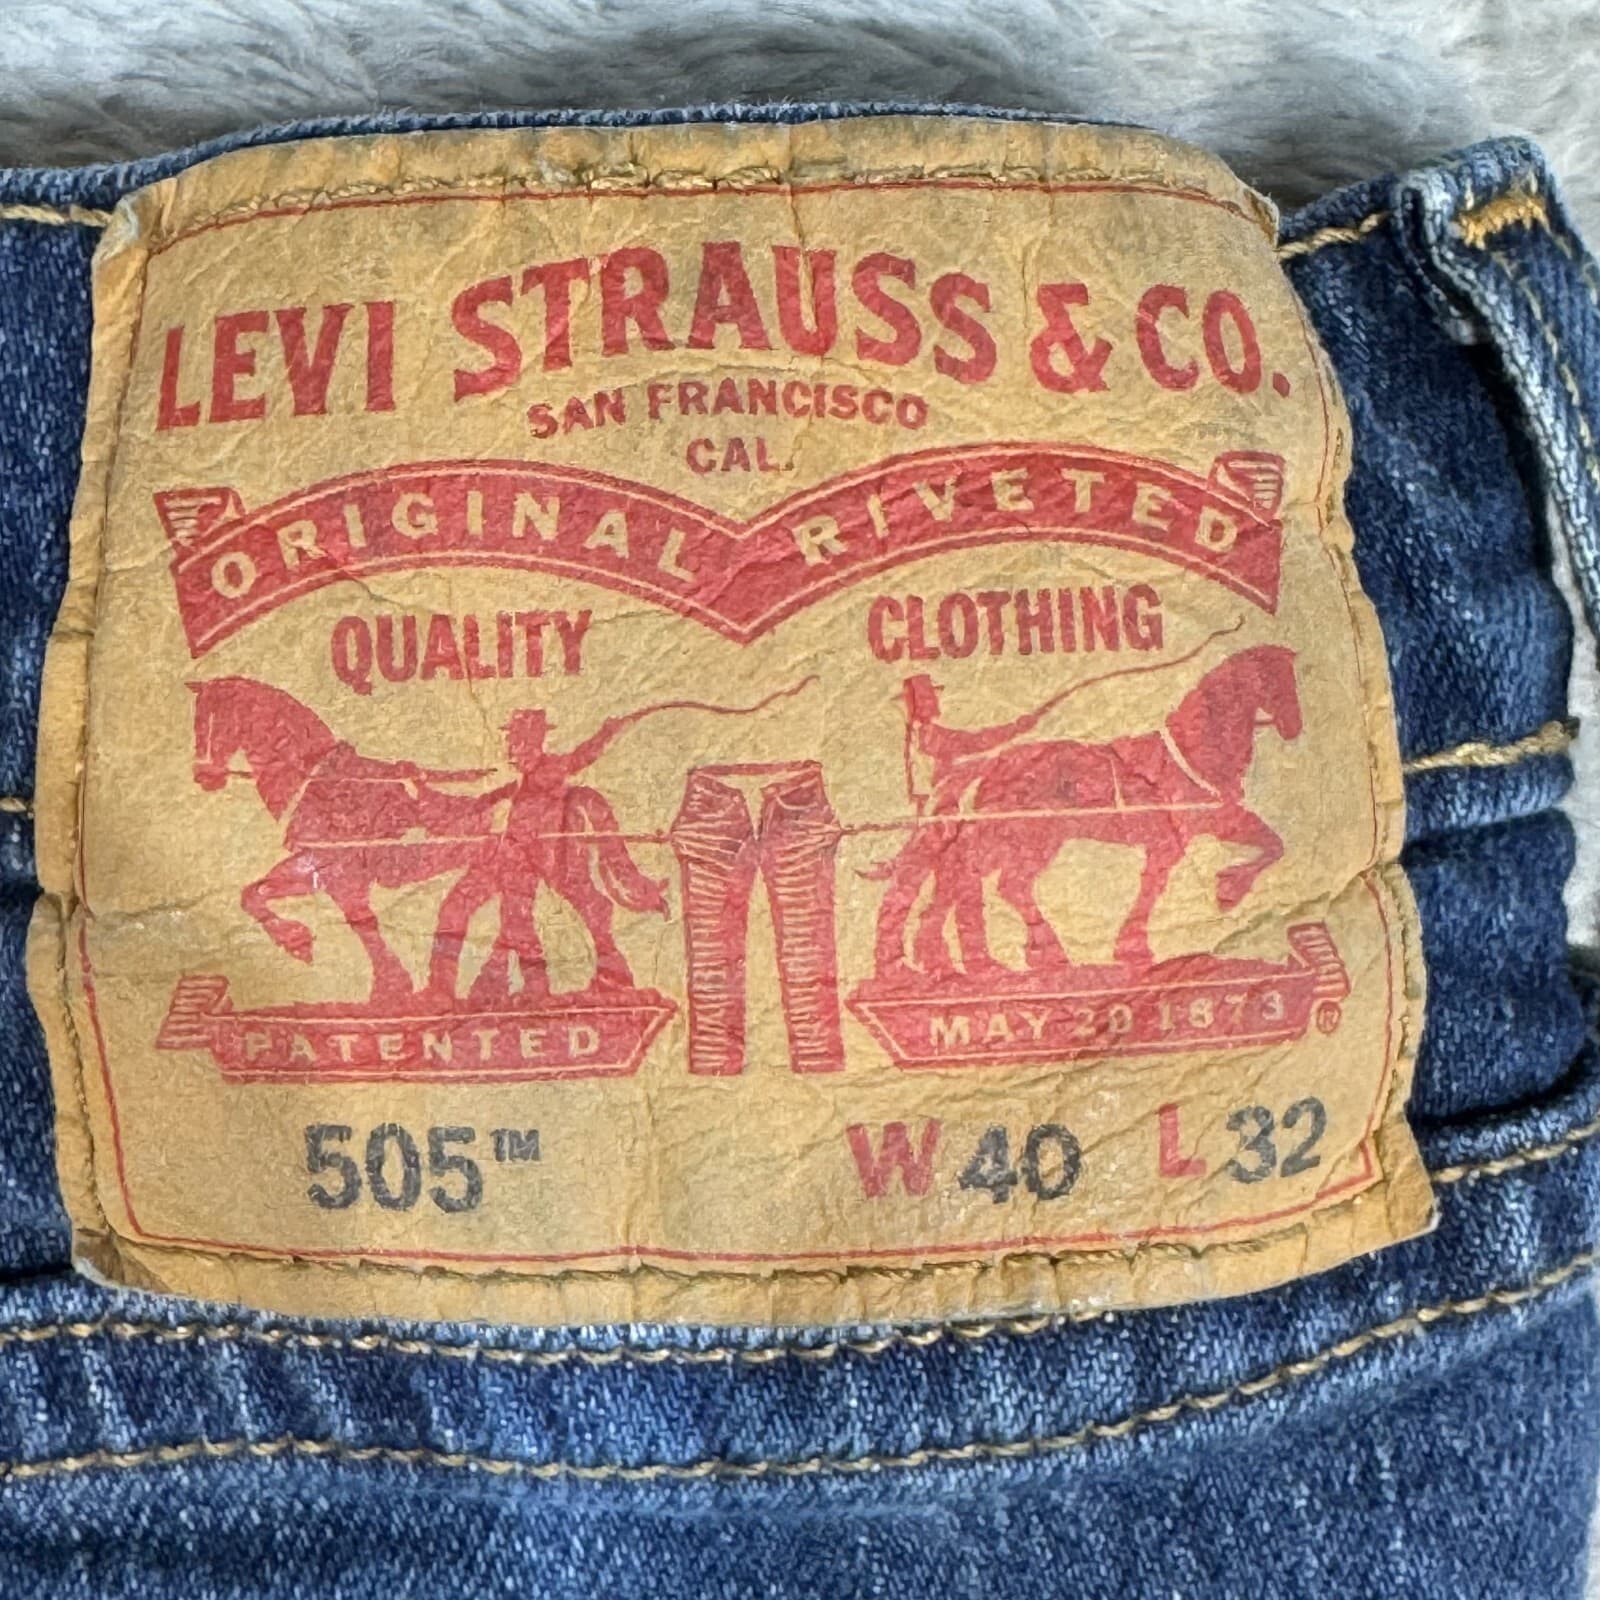 LEVI STRAUSS & CO.
SAN FRANCISCO
CAL.
ORIGINAL RIVETED
QUALITY CLOTHING
PATENTED MAY 20 1873 ®
505™ W 40 L 32